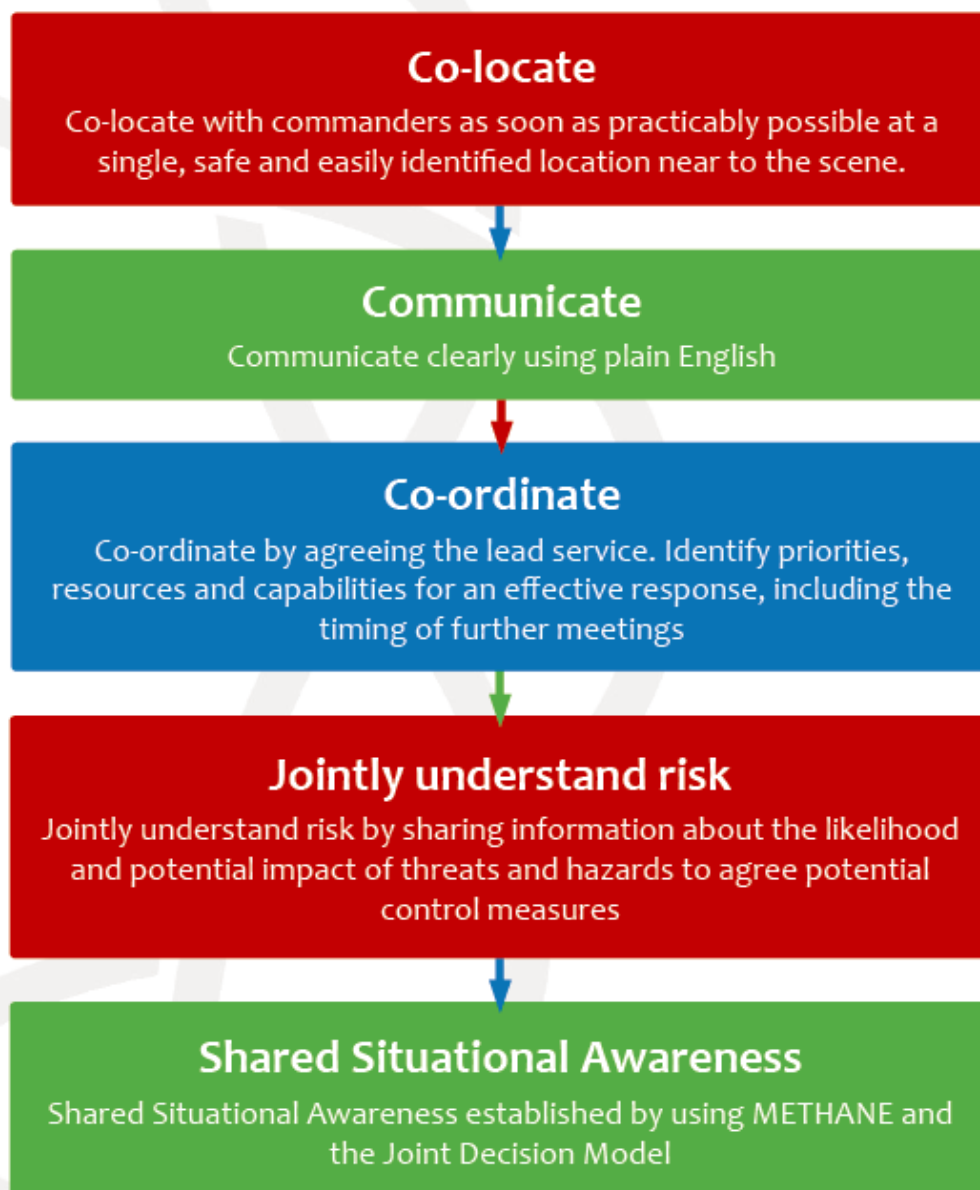 Co-locate
Co-locate with commanders as soon as practicably possible at a
single, safe and easily identified location near to the scene.
Communicate
Communicate clearly using plain English
Co-ordinate
Co-ordinate by agreeing the lead service. Identify priorities,
resources and capabilities for an effective response, including the
timing of further meetings
Jointly understand risk
Jointly understand risk by sharing information about the likelihood
and potential impact of threats and hazards to agree potential
control measures
Shared Situational Awareness
Shared Situational Awareness established by using METHANE and
the Joint Decision Model